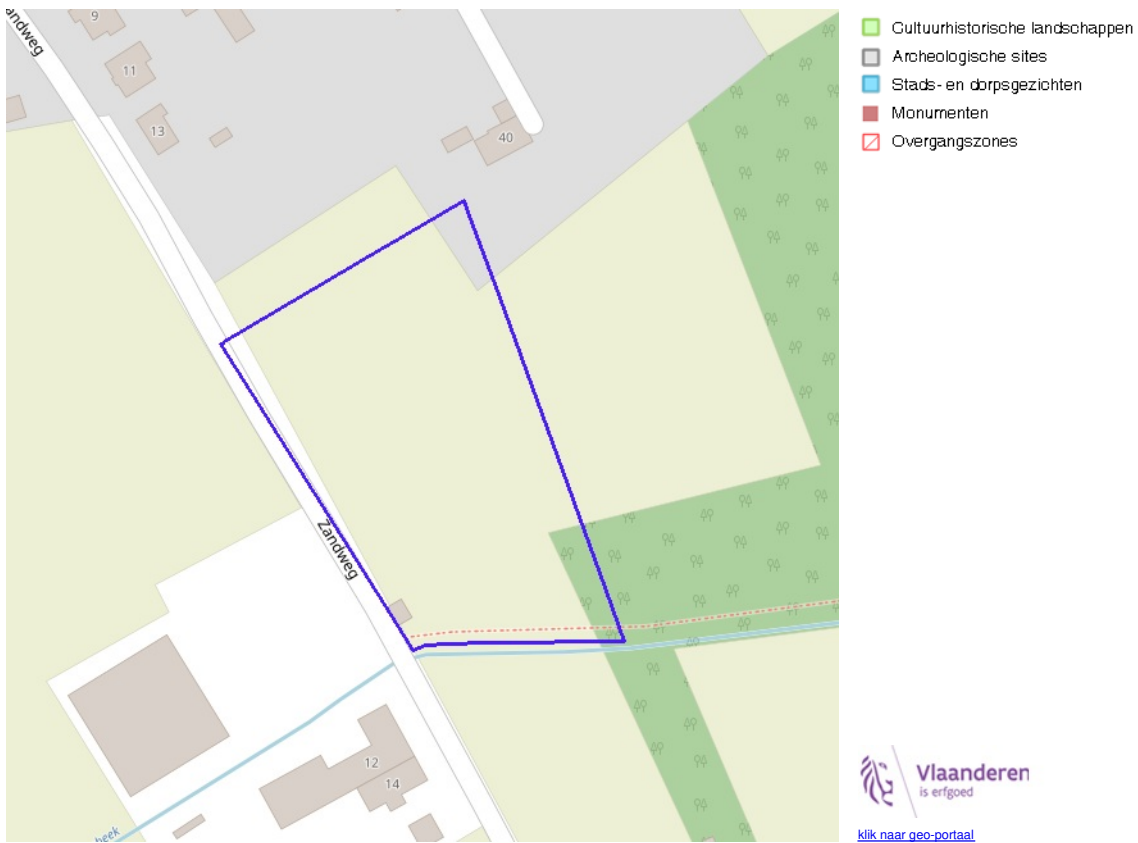 andweg
9
11
13
40
Zandweg
12
14
beek
Cultuurhistorische landschappen
Archeologische sites
Stads- en dorpsgezichten
Monumenten
Overgangszones
Vlaanderen
is erfgoed
klik naar geo-portaal